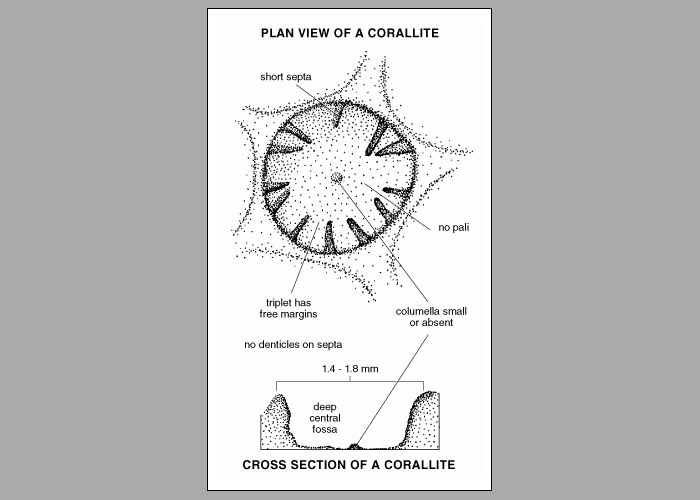 PLAN VIEW OF A CORALLITE
short septa
no pali
triplet has
free margins
columella small
or absent
no denticles on septa
1.4 - 1.8 mm
deep
central
fossa
CROSS SECTION OF A CORALLITE